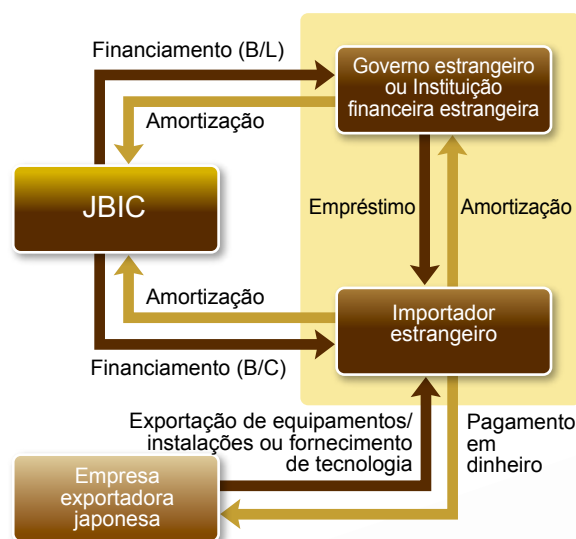 Financiamento (B/L)
Governo estrangeiro
ou Instituição
financeira estrangeira
Amortização
JBIC
Empréstimo
Amortização
Amortização
Importador
estrangeiro
Financiamento (B/C)
Exportação de equipamentos/
instalações ou fornecimento
de tecnologia
Pagamento
em
dinheiro
Empresa
exportadora
japonesa